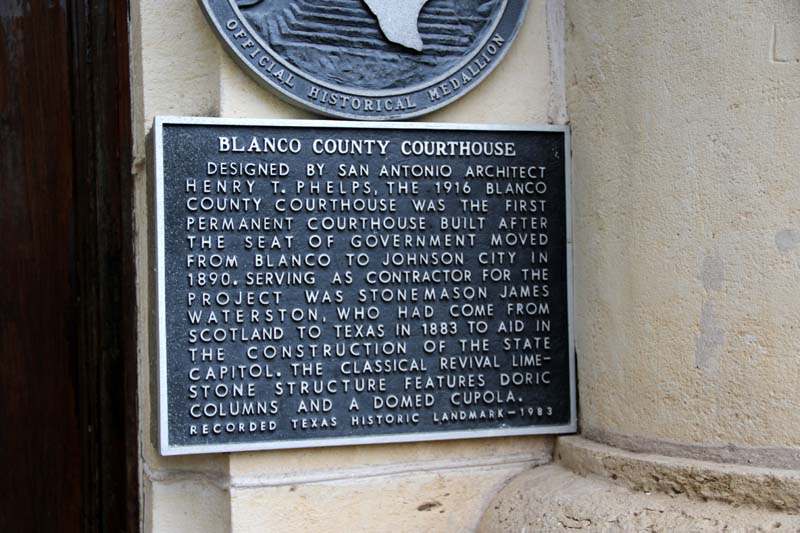 OFFICIAL HISTORICAL MEDALLION
BLANCO COUNTY COURTHOUSE
DESIGNED BY SAN ANTONIO ARCHITECT
HENRY T. PHELPS, THE 1916 BLANCO
COUNTY COURTHOUSE WAS THE FIRST
PERMANENT COURTHOUSE BUILT AFTER
THE SEAT OF GOVERNMENT MOVED
FROM BLANCO TO JOHNSON CITY IN
1890. SERVING AS CONTRACTOR FOR THE
PROJECT WAS STONEMASON JAMES
WATERSTON, WHO HAD COME FROM
SCOTLAND TO TEXAS IN 1883 TO AID IN
THE CONSTRUCTION OF THE STATE
CAPITOL. THE CLASSICAL REVIVAL LIME-
STONE STRUCTURE FEATURES DORIC
COLUMNS AND A DOMED CUPOLA.
RECORDED TEXAS HISTORIC LANDMARK-1983